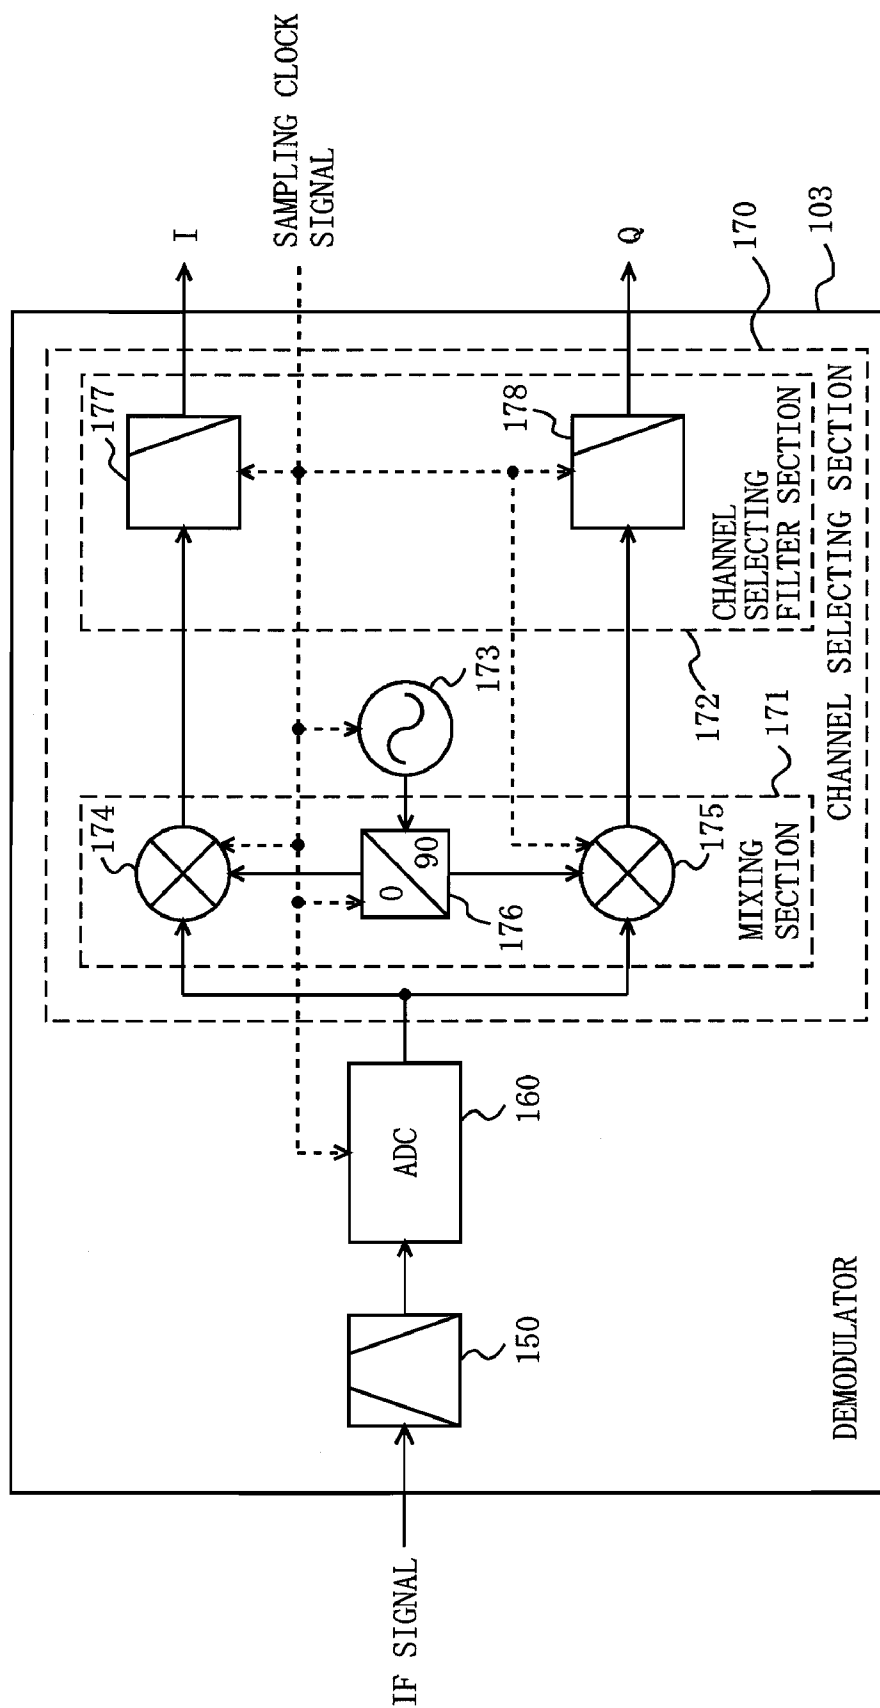 SAMPLING CLOCK
SIGNAL
I
Q
103
170
177
178
CHANNEL
SELECTING
FILTER SECTION
CHANNEL SELECTING SECTION
172
173
171
174
175
0
90
176
MIXING
SECTION
ADC
160
150
DEMODULATOR
IF SIGNAL